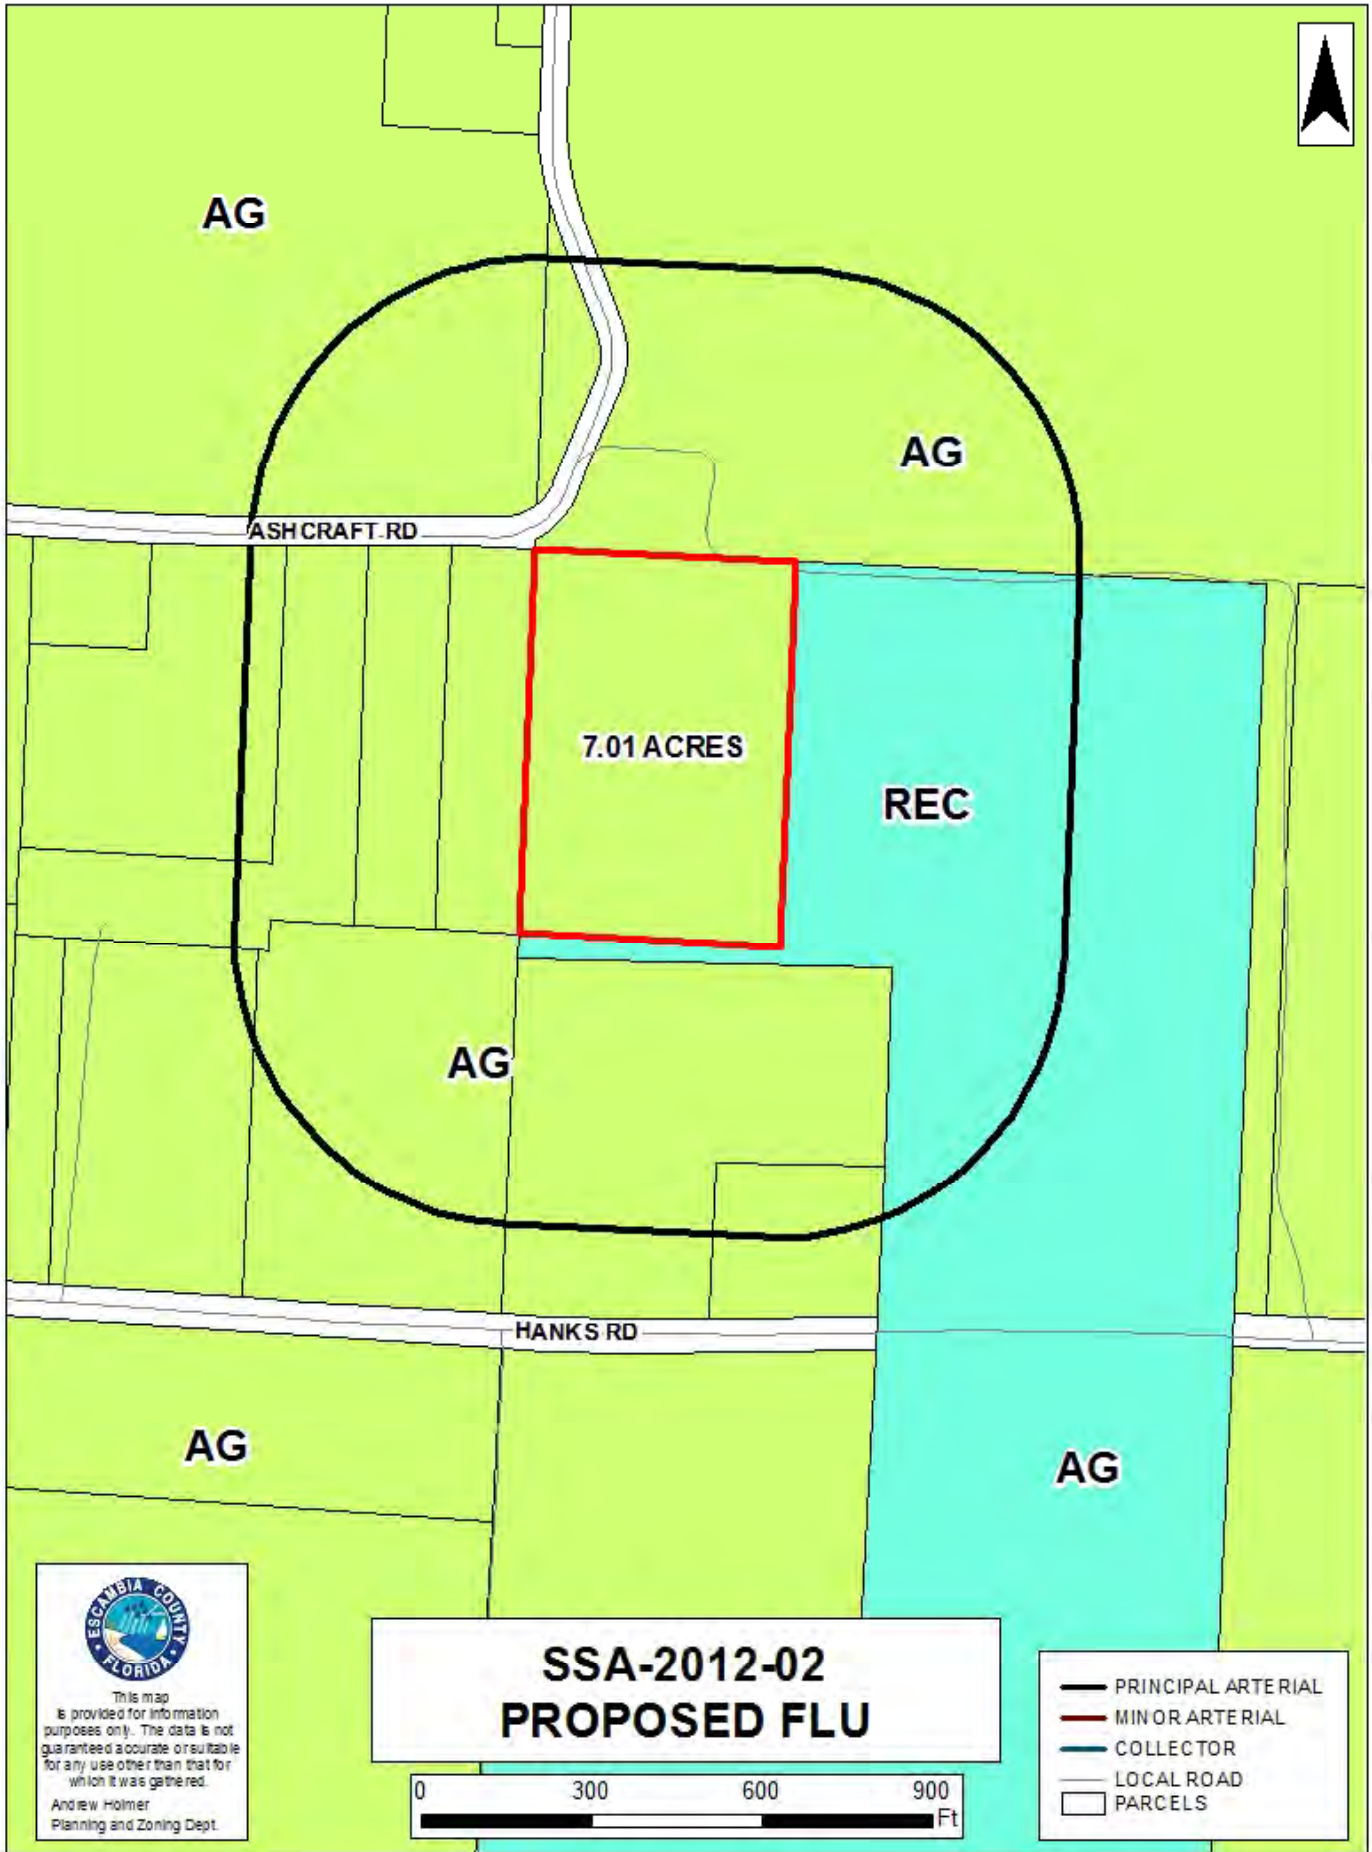 AG
AG
ASHCRAFT RD
7.01 ACRES
REC
AG
HANKS RD
AG
AG
ESCAMBIA COUNTY
FLORIDA
This map
is provided for information
purposes only. The data is not
guaranteed accurate or suitable
for any use other than that for
which it was gathered.
Andrew Holmer
Planning and Zoning Dept.
SSA-2012-02
PROPOSED FLU
0 300 600 900
Ft
PRINCIPAL ARTERIAL
MINOR ARTERIAL
COLLECTOR
LOCAL ROAD
PARCELS